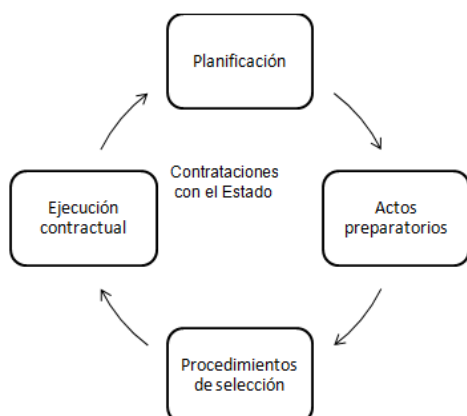 Planificación
Contrataciones
con el Estado
Ejecución
contractual
Actos
preparatorios
Procedimientos
de selección